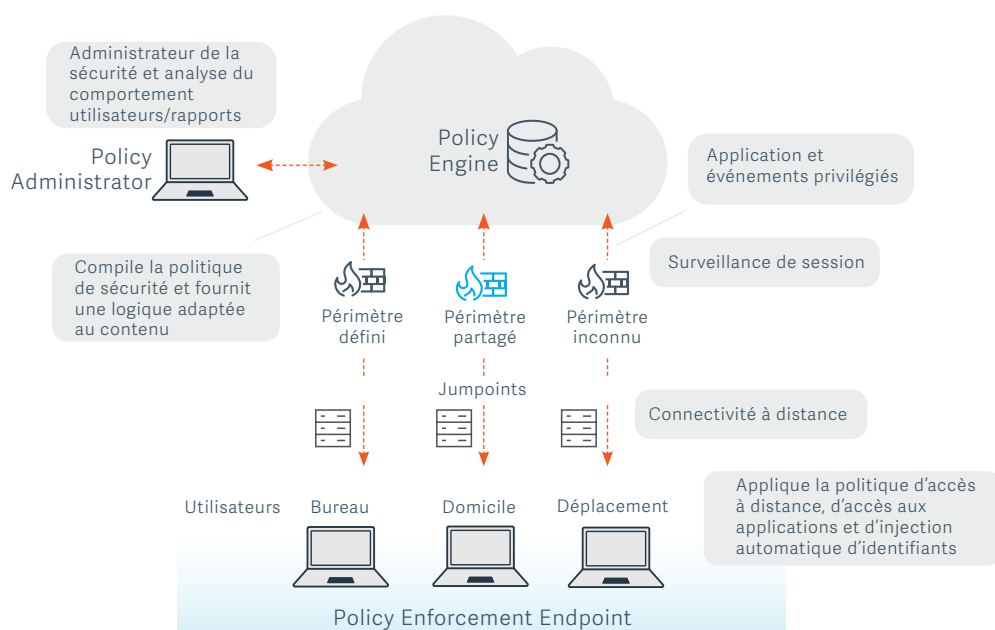 Administrateur de la
sécurité et analyse du
comportement
utilisateurs/rapports
Policy
Administrator
Policy
Engine
Application et
événements privilégiés
Compile la politique
de sécurité et fournit
une logique adaptée
au contenu
Surveillance de session
Périmètre
défini
Périmètre
partagé
Périmètre
inconnu
Jumpoints
Connectivité à distance
Utilisateurs
Bureau
Domicile
Déplacement
Applique la politique d’accès
à distance, d’accès aux
applications et d’injection
automatique d’identifiants
Policy Enforcement Endpoint